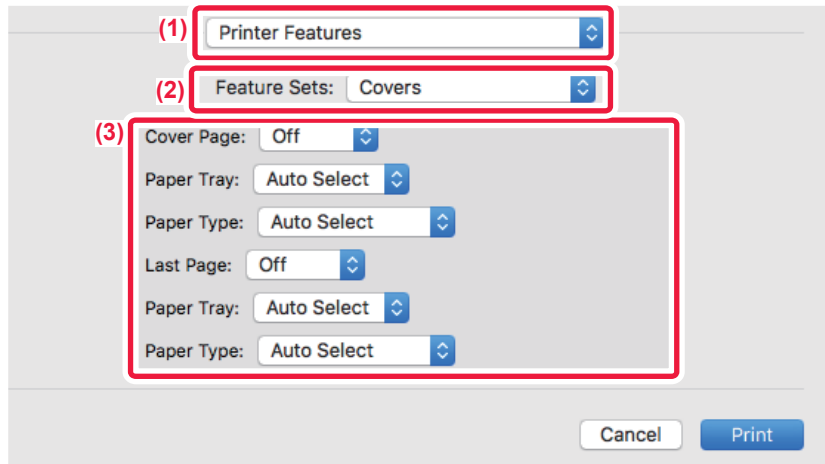 (1) Printer Features
(2) Feature Sets: Covers
(3)
Cover Page: Off
Paper Tray: Auto Select
Paper Type: Auto Select
Last Page: Off
Paper Tray: Auto Select
Paper Type: Auto Select
Cancel Print